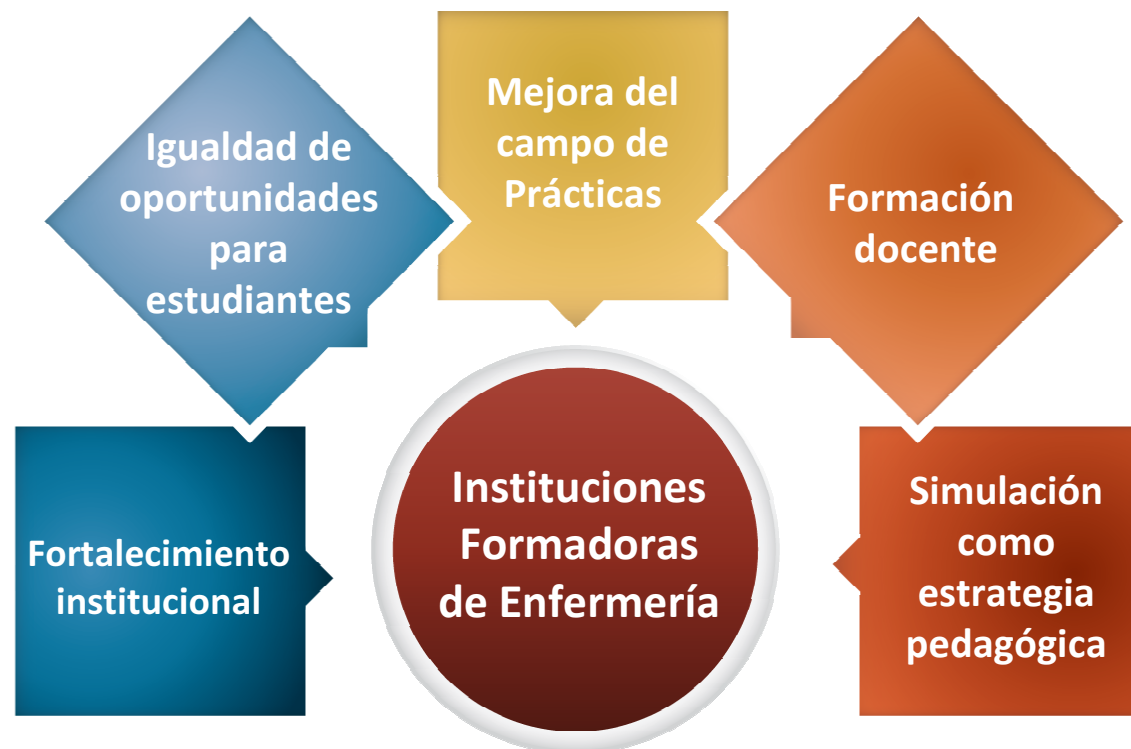 Igualdad de
oportunidades
para
estudiantes
Mejora del
campo de
Prácticas
Formación
docente
Fortalecimiento
institucional
Instituciones
Formadoras
de Enfermería
Simulación
como
estrategia
pedagógica